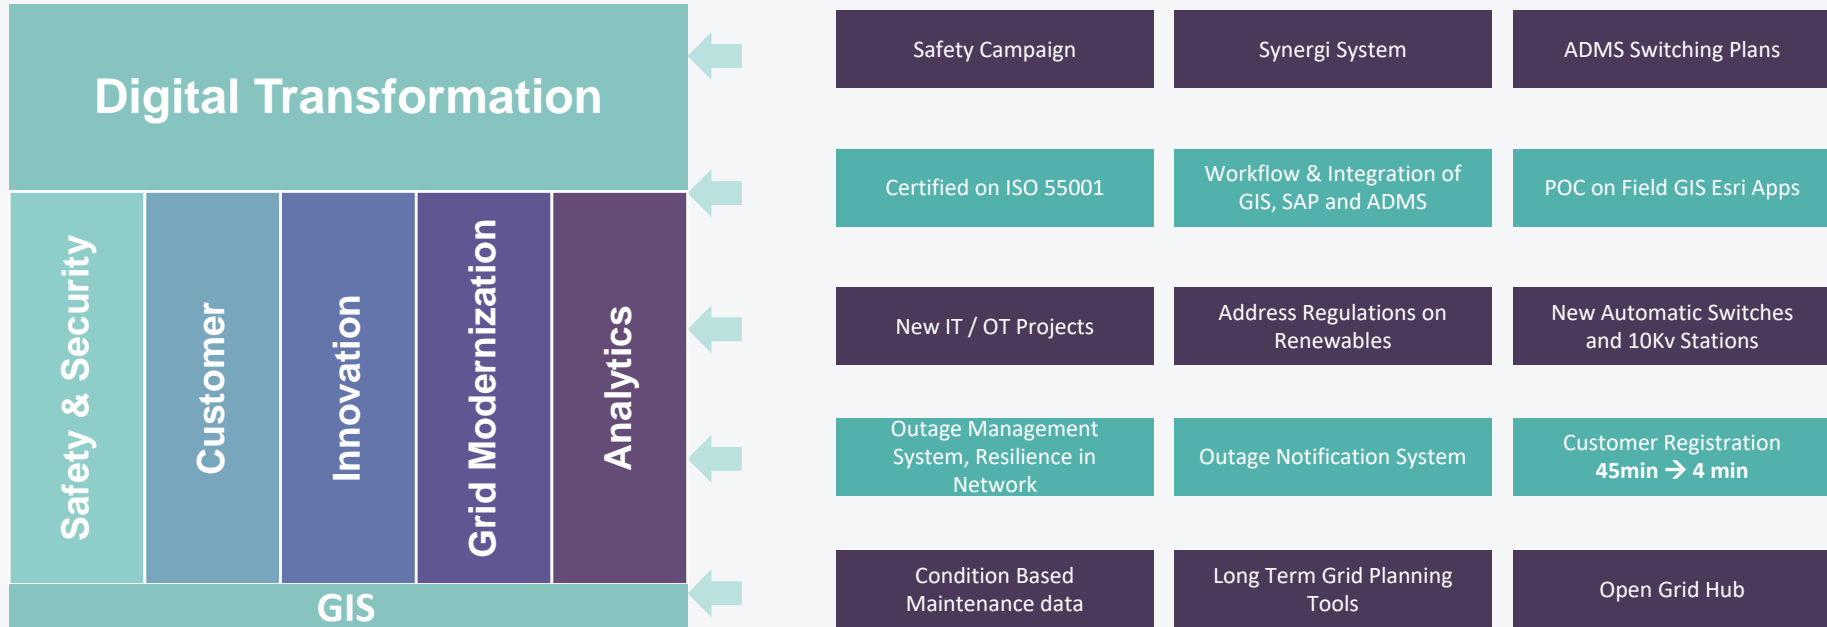 Digital Transformation
Safety & Security
Customer
Innovation
Grid Modernization
Analytics
GIS
Safety Campaign
Synergi System
ADMS Switching Plans
Certified on ISO 55001
Workflow & Integration of
GIS, SAP and ADMS
POC on Field GIS Esri Apps
New IT / OT Projects
Address Regulations on
Renewables
New Automatic Switches
and 10Kv Stations
Outage Management
System, Resilience in
Network
Outage Notification System
Customer Registration
45min → 4 min
Condition Based
Maintenance data
Long Term Grid Planning
Tools
Open Grid Hub